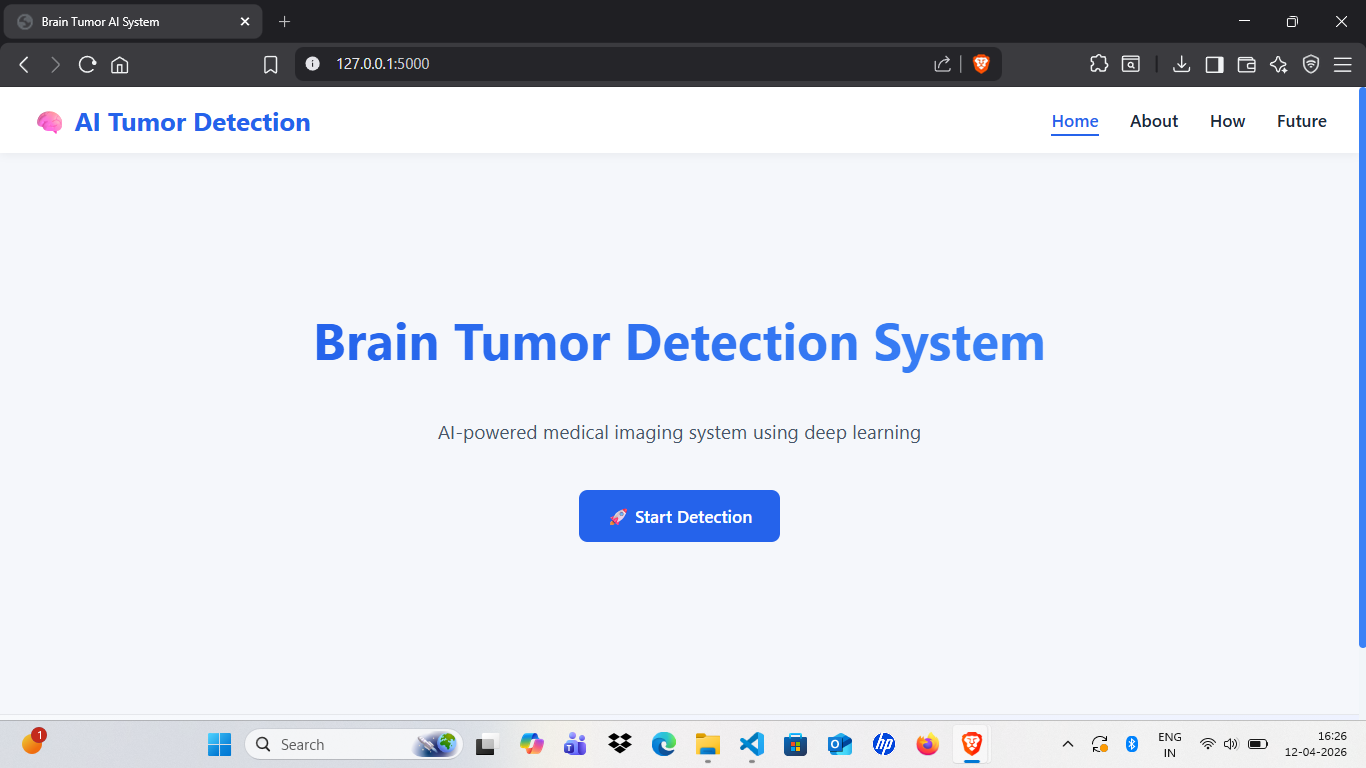 Brain Tumor AI System
127.0.0.1:5000
AI Tumor Detection
Home About How Future
Brain Tumor Detection System
AI-powered medical imaging system using deep learning
🚀 Start Detection
1
Search
T
O
hp
ENG
IN
16:26
12-04-2026